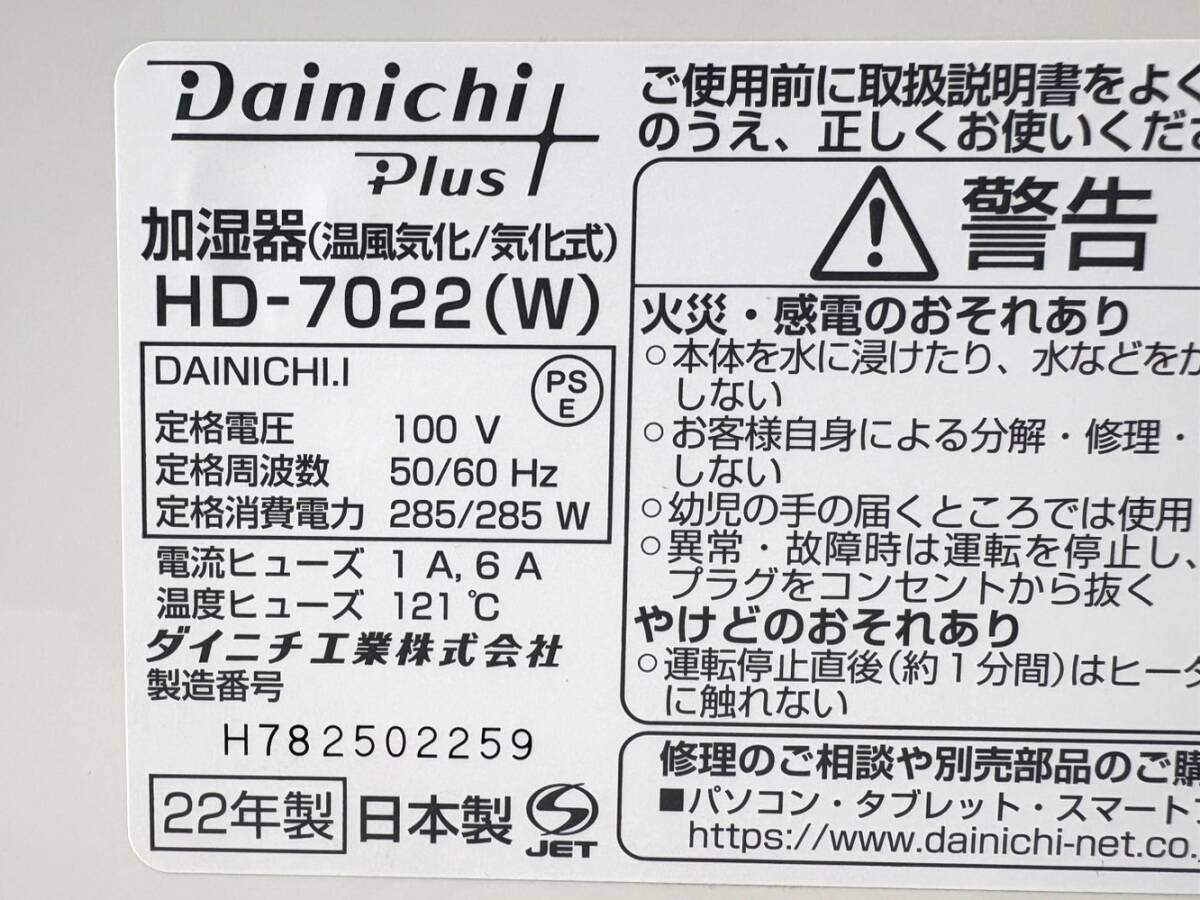 Dainichi
Plus
加湿器(温風気化/気化式)
HD-7022(W)
DAINICHI.I
PS
E
定格電圧 100 V
定格周波数 50/60 Hz
定格消費電力 285/285 W
電流ヒューズ 1 A, 6 A
温度ヒューズ 121 ℃
ダイニチ工業株式会社
製造番号
H782502259
22年製 日本製
JET
ご使用前に取扱説明書をよく
のうえ、正しくお使いくださ
警告
火災・感電のおそれあり
○本体を水に浸けたり、水などをか
しない
○お客様自身による分解・修理・
しない
○幼児の手の届くところでは使用
○異常・故障時は運転を停止し、
プラグをコンセントから抜く
やけどのおそれあり
○運転停止直後(約1分間)はヒータ
に触れない
修理のご相談や別売部品のご購
■パソコン・タブレット・スマート
https://www.dainichi-net.co.